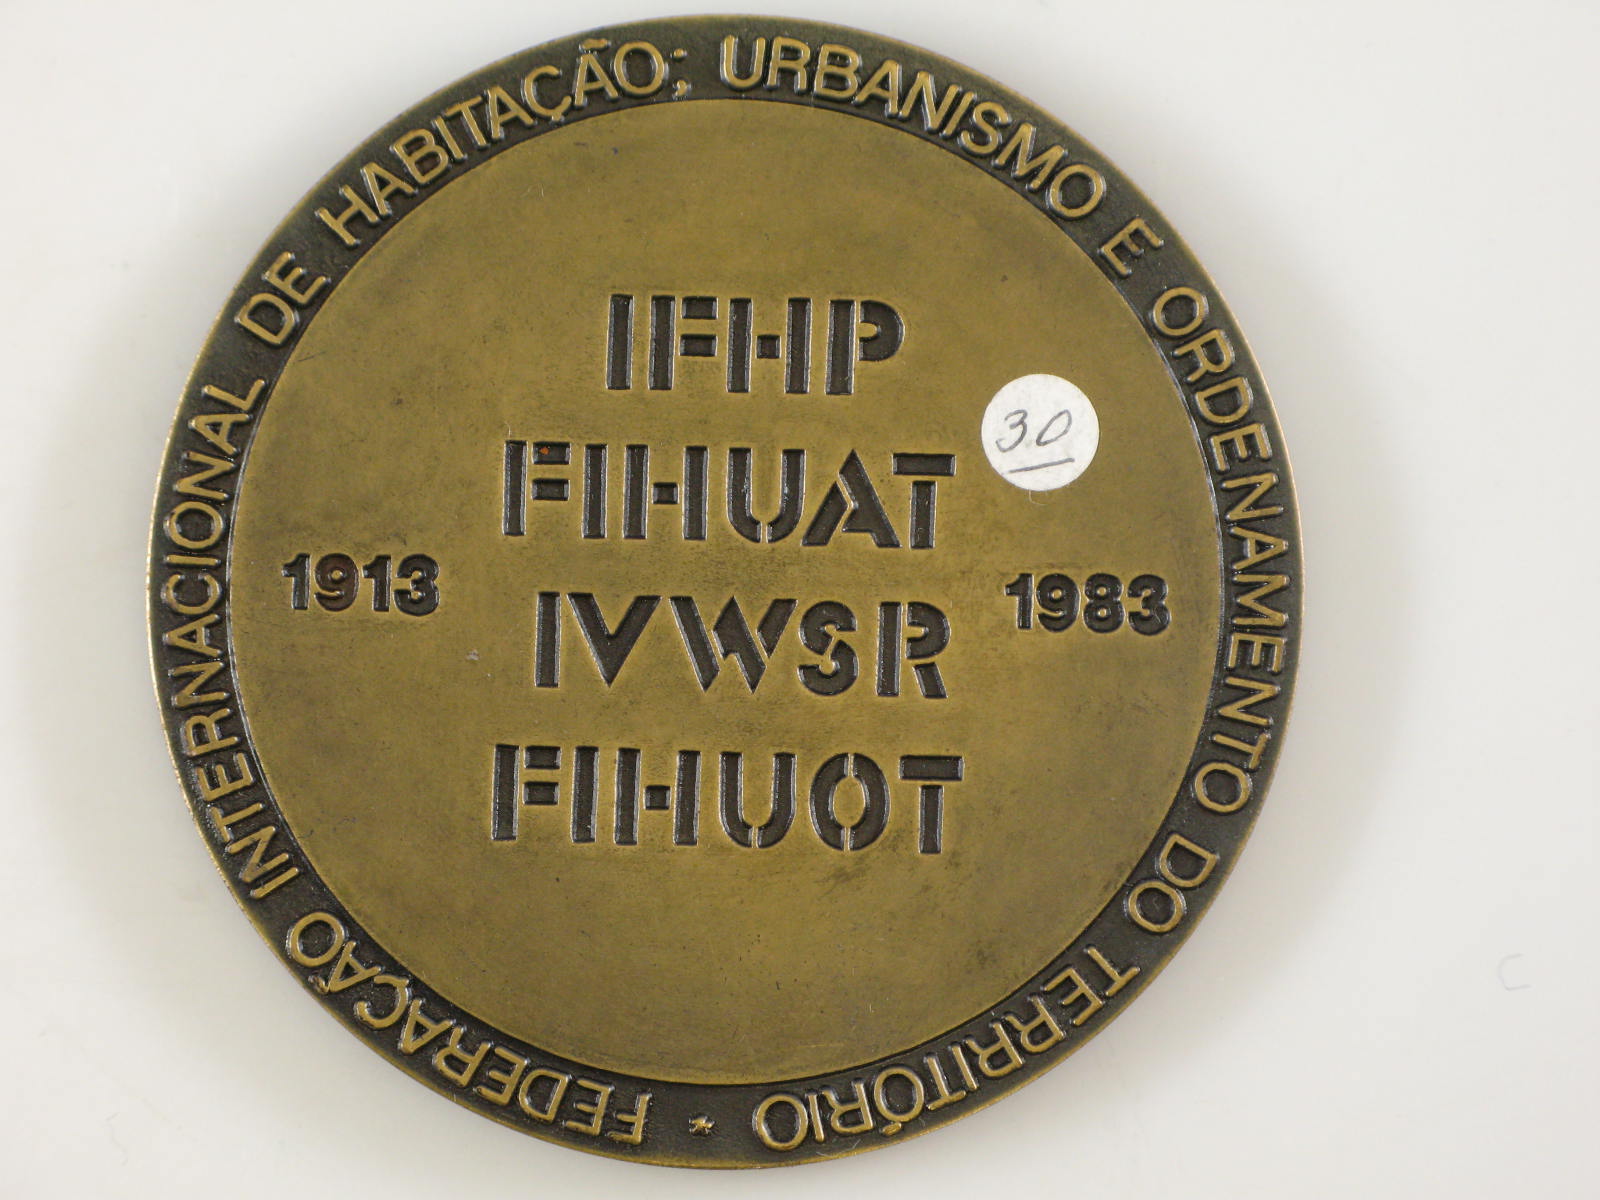 FEDERAÇÃO INTERNACIONAL DE HABITAÇÃO; URBANISMO E ORDENAMENTO DO TERRITÓRIO *
IFHP
30
FIHUAT
1913
IVWSR
1983
FIHUOT